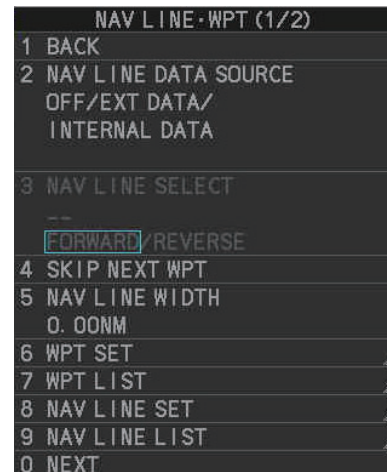 NAV LINE·WPT (1/2)
1 BACK
2 NAV LINE DATA SOURCE
OFF/EXT DATA/
INTERNAL DATA
3 NAV LINE SELECT
--
FORWARD/REVERSE
4 SKIP NEXT WPT
5 NAV LINE WIDTH
0.00NM
6 WPT SET
7 WPT LIST
8 NAV LINE SET
9 NAV LINE LIST
0 NEXT